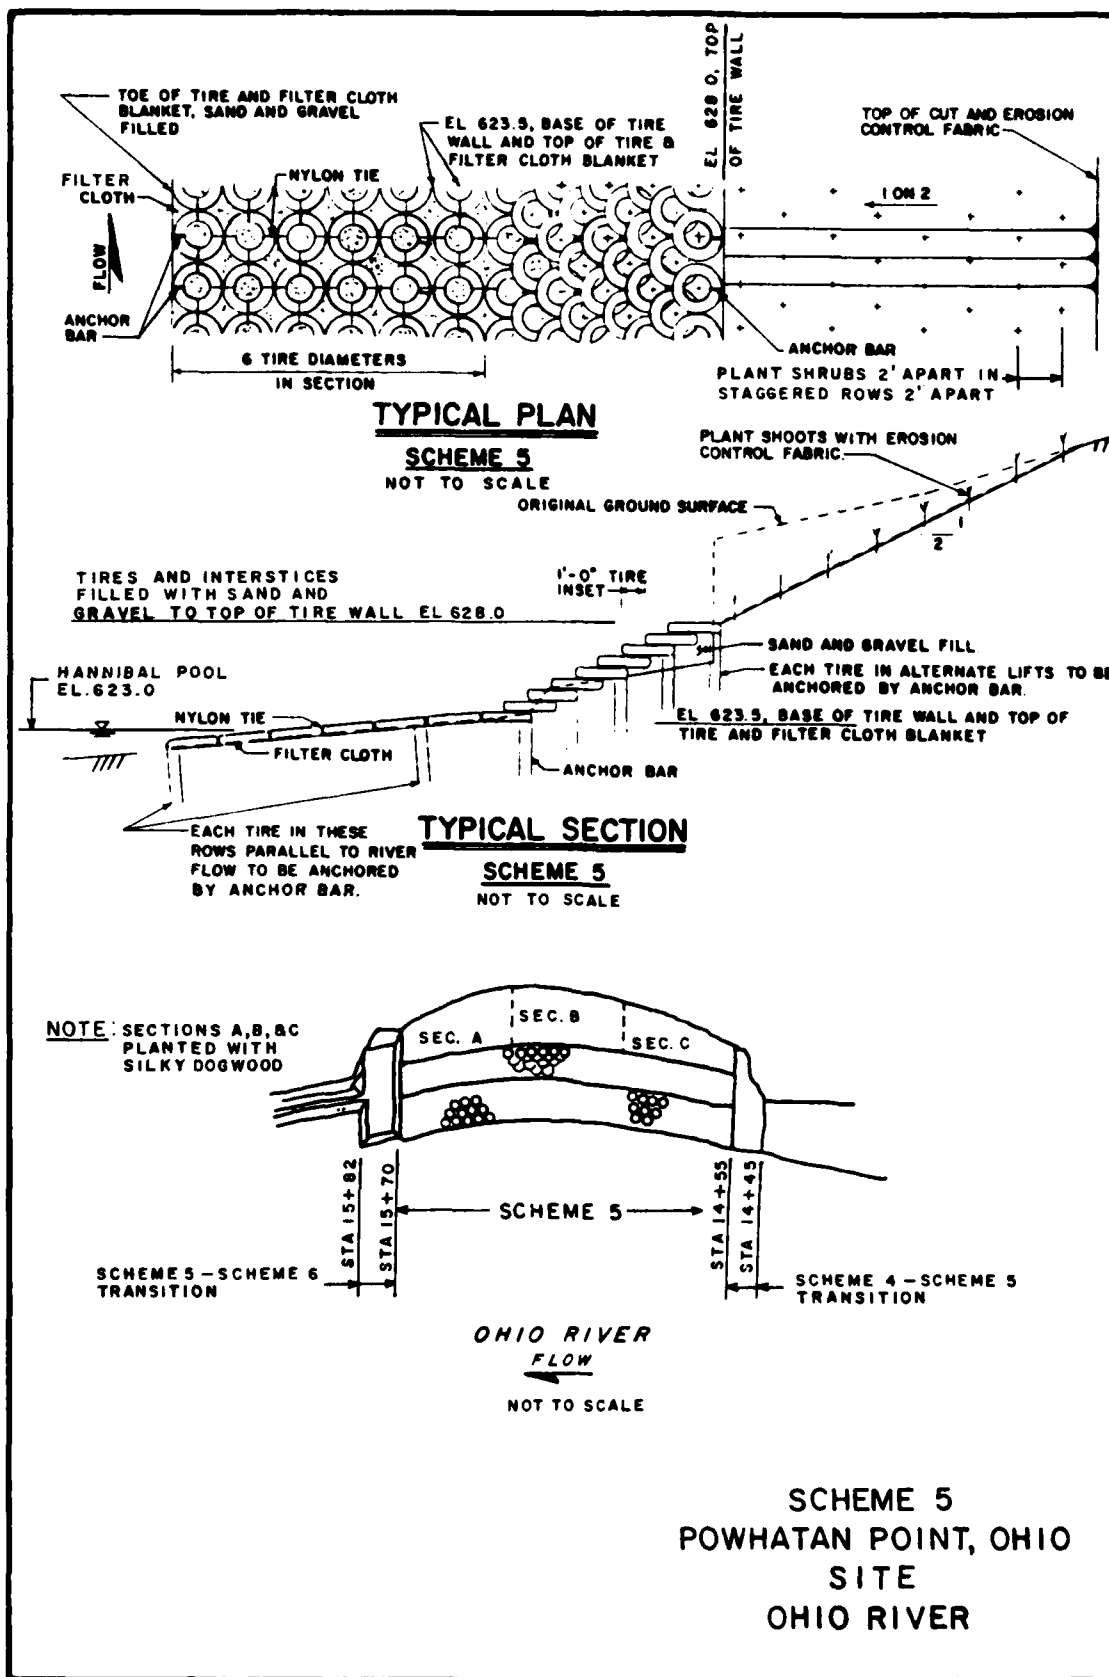 TOE OF TIRE AND FILTER CLOTH
BLANKET, SAND AND GRAVEL
FILLED
EL 623.5, BASE OF TIRE
WALL AND TOP OF TIRE &
FILTER CLOTH BLANKET
EL 628 0, TOP
OF TIRE WALL
TOP OF CUT AND EROSION
CONTROL FABRIC
FILTER
CLOTH
NYLON TIE
1 ON 2
FLOW
ANCHOR
BAR
6 TIRE DIAMETERS
IN SECTION
ANCHOR BAR
PLANT SHRUBS 2' APART IN
STAGGERED ROWS 2' APART
TYPICAL PLAN
SCHEME 5
NOT TO SCALE
PLANT SHOOTS WITH EROSION
CONTROL FABRIC.
ORIGINAL GROUND SURFACE
1
2
TIRES AND INTERSTICES
FILLED WITH SAND AND
GRAVEL TO TOP OF TIRE WALL EL 628.0
1'-0" TIRE
INSET
SAND AND GRAVEL FILL
HANNIBAL POOL
EL.623.0
EACH TIRE IN ALTERNATE LIFTS TO BE
ANCHORED BY ANCHOR BAR.
NYLON TIE
EL 623.5, BASE OF TIRE WALL AND TOP OF
TIRE AND FILTER CLOTH BLANKET
FILTER CLOTH
ANCHOR BAR
EACH TIRE IN THESE
ROWS PARALLEL TO RIVER
FLOW TO BE ANCHORED
BY ANCHOR BAR.
TYPICAL SECTION
SCHEME 5
NOT TO SCALE
NOTE: SECTIONS A,B,&C
PLANTED WITH
SILKY DOGWOOD
SEC. A
SEC. B
SEC. C
STA 15+82
STA 15+70
SCHEME 5
STA 14+55
STA 14+45
SCHEME 5 - SCHEME 6
TRANSITION
SCHEME 4 - SCHEME 5
TRANSITION
OHIO RIVER
FLOW
NOT TO SCALE
SCHEME 5
POWHATAN POINT, OHIO
SITE
OHIO RIVER